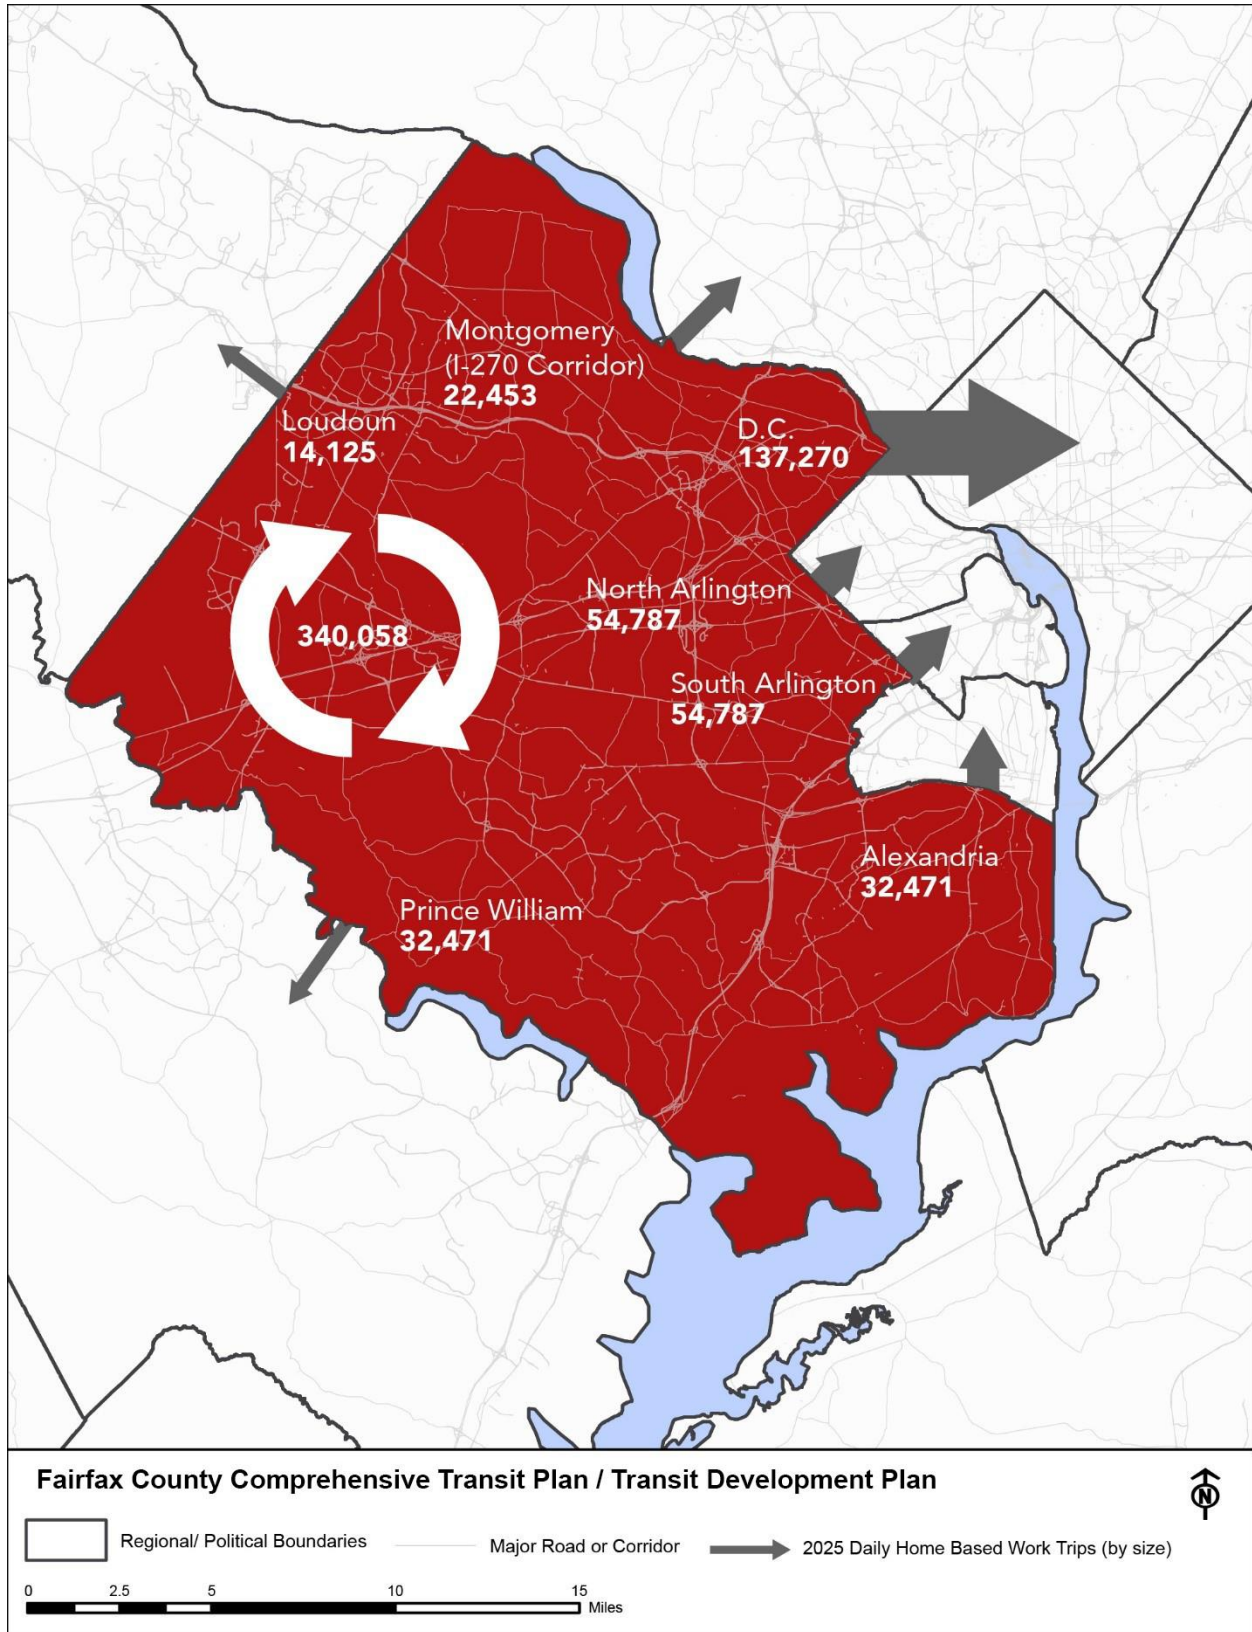 Montgomery
(I-270 Corridor)
22,453
Loudoun
14,125
D.C.
137,270
North Arlington
54,787
340,058
South Arlington
54,787
Alexandria
32,471
Prince William
32,471
Fairfax County Comprehensive Transit Plan / Transit Development Plan
N
Regional/ Political Boundaries
Major Road or Corridor
2025 Daily Home Based Work Trips (by size)
0 2.5 5 10 15
Miles